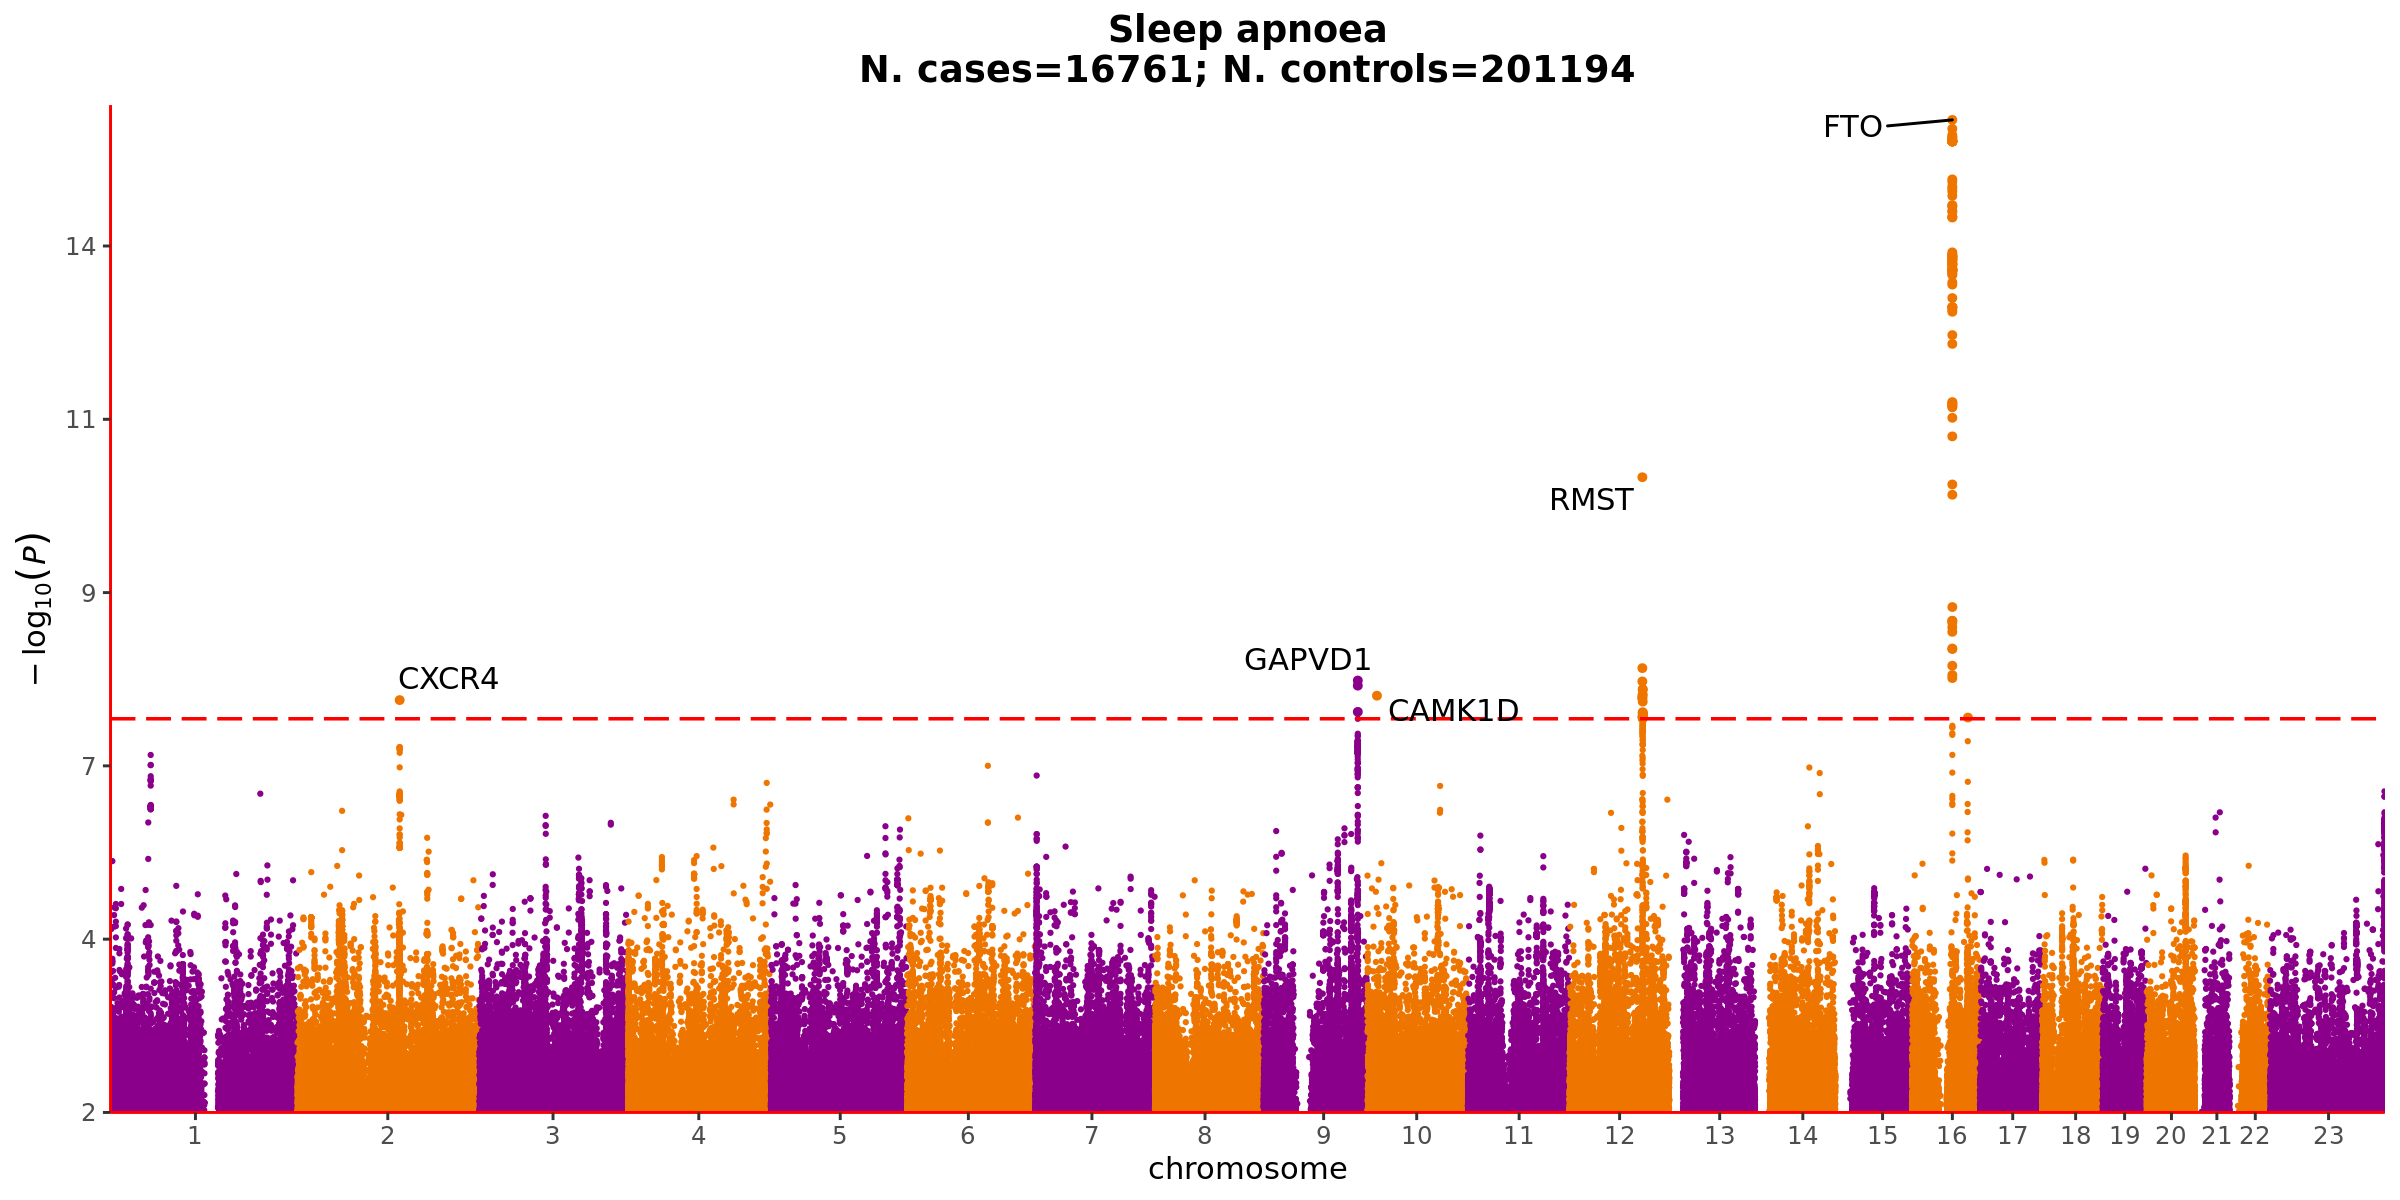 Sleep apnoea
N. cases=16761; N. controls=201194
FTO
14
11
RMST
9
− log10(P)
GAPVD1
CXCR4
CAMK1D
7
4
2
1 2 3 4 5 6 7 8 9 10 11 12 13 14 15 16 17 18 19 20 21 22 23
chromosome